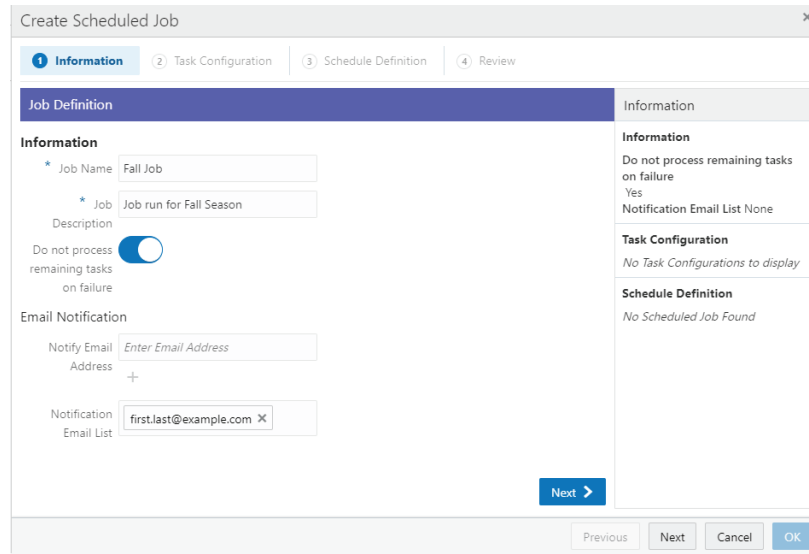 Create Scheduled Job
×
1 Information
2 Task Configuration
3 Schedule Definition
4 Review
Job Definition
Information
* Job Name Fall Job
* Job Description Job run for Fall Season
Do not process
remaining tasks
on failure
Email Notification
Notify Email
Address
Enter Email Address
+
Notification
Email List
first.last@example.com ×
Next >
Information
Information
Do not process remaining tasks
on failure
Yes
Notification Email List None
Task Configuration
No Task Configurations to display
Schedule Definition
No Scheduled Job Found
Previous
Next
Cancel
OK